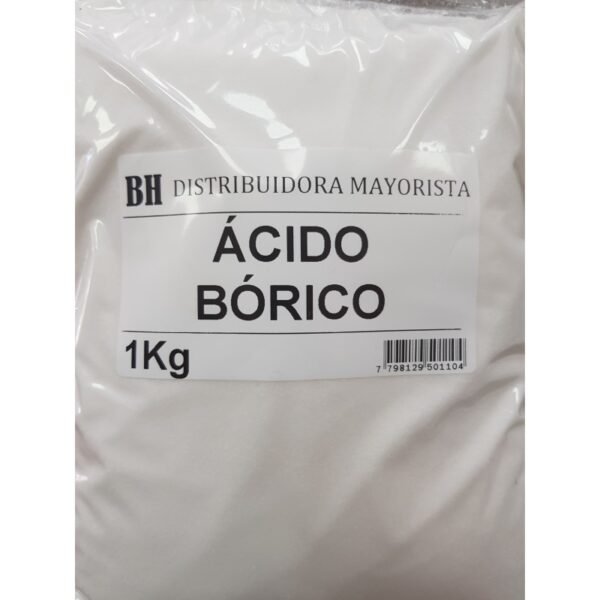 BH DISTRIBUIDORA MAYORISTA
ÁCIDO
BÓRICO
1Kg
7 798129 501104